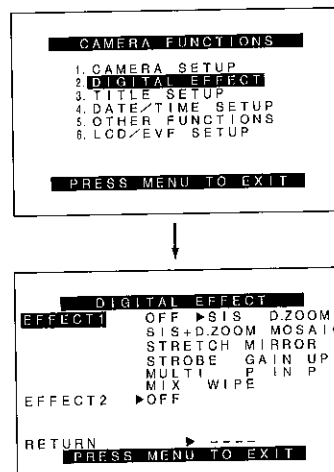 CAMERA FUNCTIONS
1. CAMERA SETUP
2. DIGITAL EFFECT
3. TITLE SETUP
4. DATE/TIME SETUP
5. OTHER FUNCTIONS
6. LCD/EVF SETUP
PRESS MENU TO EXIT
DIGITAL EFFECT
EFFECT1 OFF ▶SIS D.ZOOM
SIS+D.ZOOM MOSAIC
STRETCH MIRROR
STROBE GAIN UP
MULTI P IN P
MIX WIPE
EFFECT2 ▶OFF
RETURN ▶ ----
PRESS MENU TO EXIT